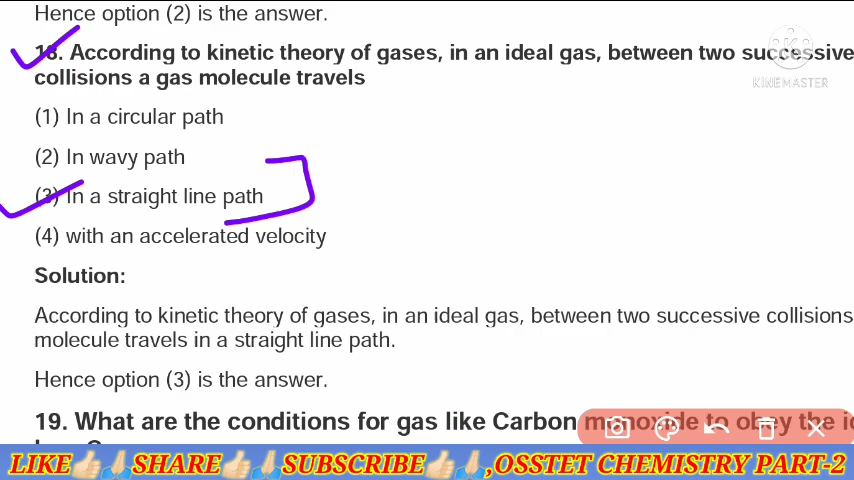 Hence option (2) is the answer.
18. According to kinetic theory of gases, in an ideal gas, between two successive
collisions a gas molecule travels
KINEMASTER
(1) In a circular path
(2) In wavy path
(3) In a straight line path
(4) with an accelerated velocity
Solution:
According to kinetic theory of gases, in an ideal gas, between two successive collisions
molecule travels in a straight line path.
Hence option (3) is the answer.
19. What are the conditions for gas like Carbon monoxide to obey the
LIKE👍🏻🙏🏻SHARE👍🏻🙏🏻SUBSCRIBE👍🏻🙏🏻,OSSTET CHEMISTRY PART-2